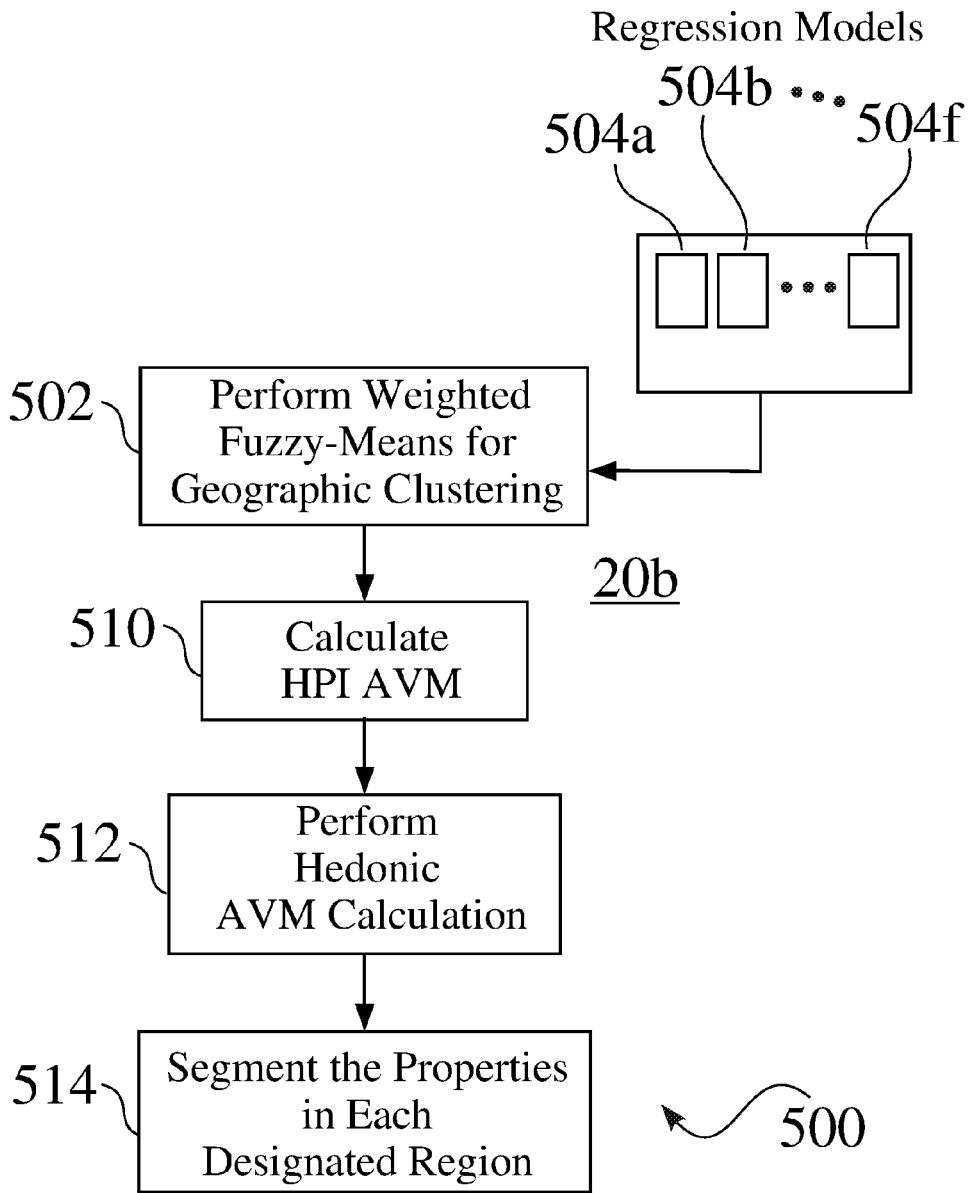 Regression Models
504a
504b
504f
502
Perform Weighted
Fuzzy-Means for
Geographic Clustering
20b
510
Calculate
HPI AVM
512
Perform
Hedonic
AVM Calculation
514
Segment the Properties
in Each
Designated Region
500